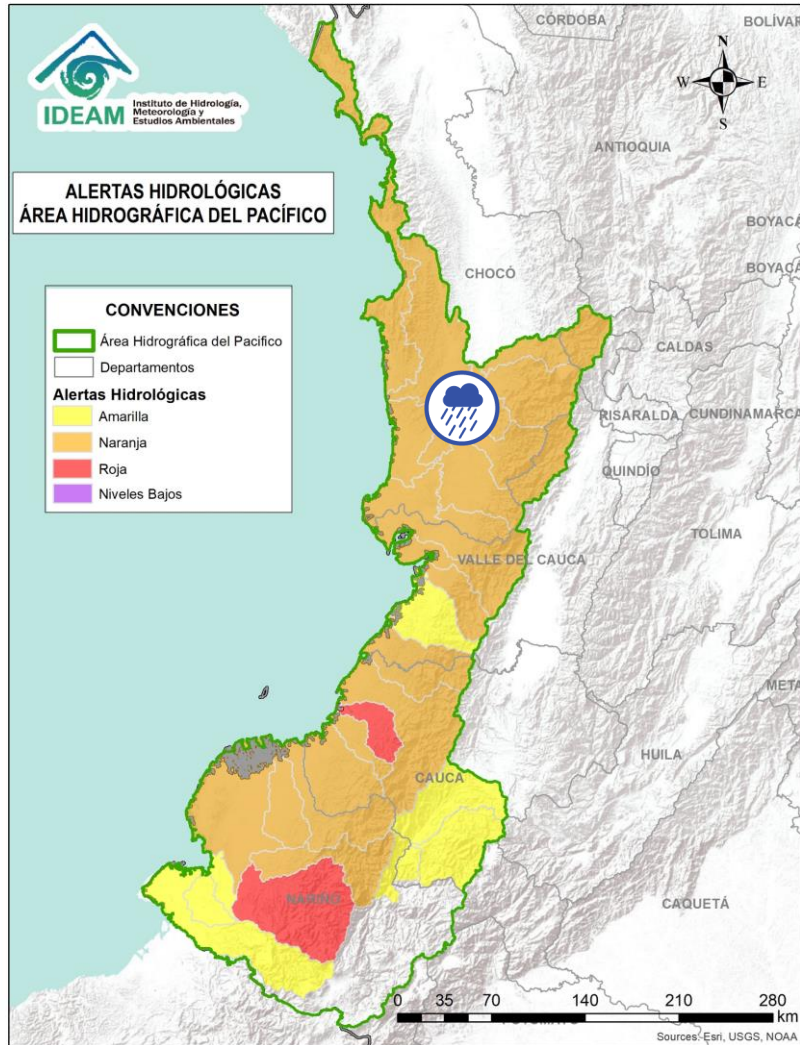 IDEAM
Instituto de Hidrología,
Meteorología y
Estudios Ambientales
ALERTAS HIDROLÓGICAS
ÁREA HIDROGRÁFICA DEL PACÍFICO
CONVENCIONES
Área Hidrográfica del Pacifico
Departamentos
Alertas Hidrológicas
Amarilla
Naranja
Roja
Niveles Bajos
N
W
E
S
CÓRDOBA
BOLÍVAR
ANTIOQUIA
BOYACÁ
BOYACÁ
CHOCÓ
CALDAS
RISARALDA
CUNDINAMARCA
QUINDÍO
TOLIMA
VALLE DEL CAUCA
META
HUILA
CAUCA
NARIÑO
CAQUETÁ
0 35 70 140 210 280
km
Sources: Esri, USGS, NOAA